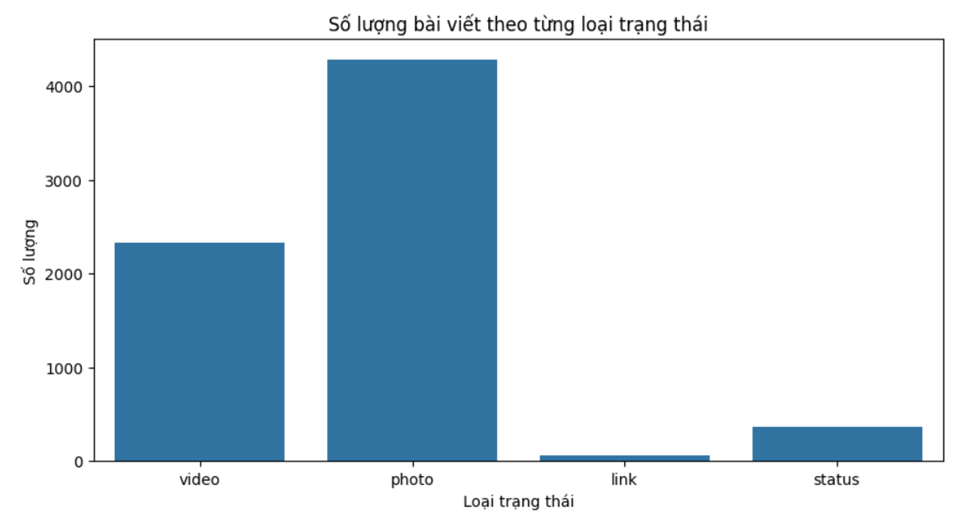 Số lượng bài viết theo từng loại trạng thái
Số lượng
4000
3000
2000
1000
0
video photo link status
Loại trạng thái